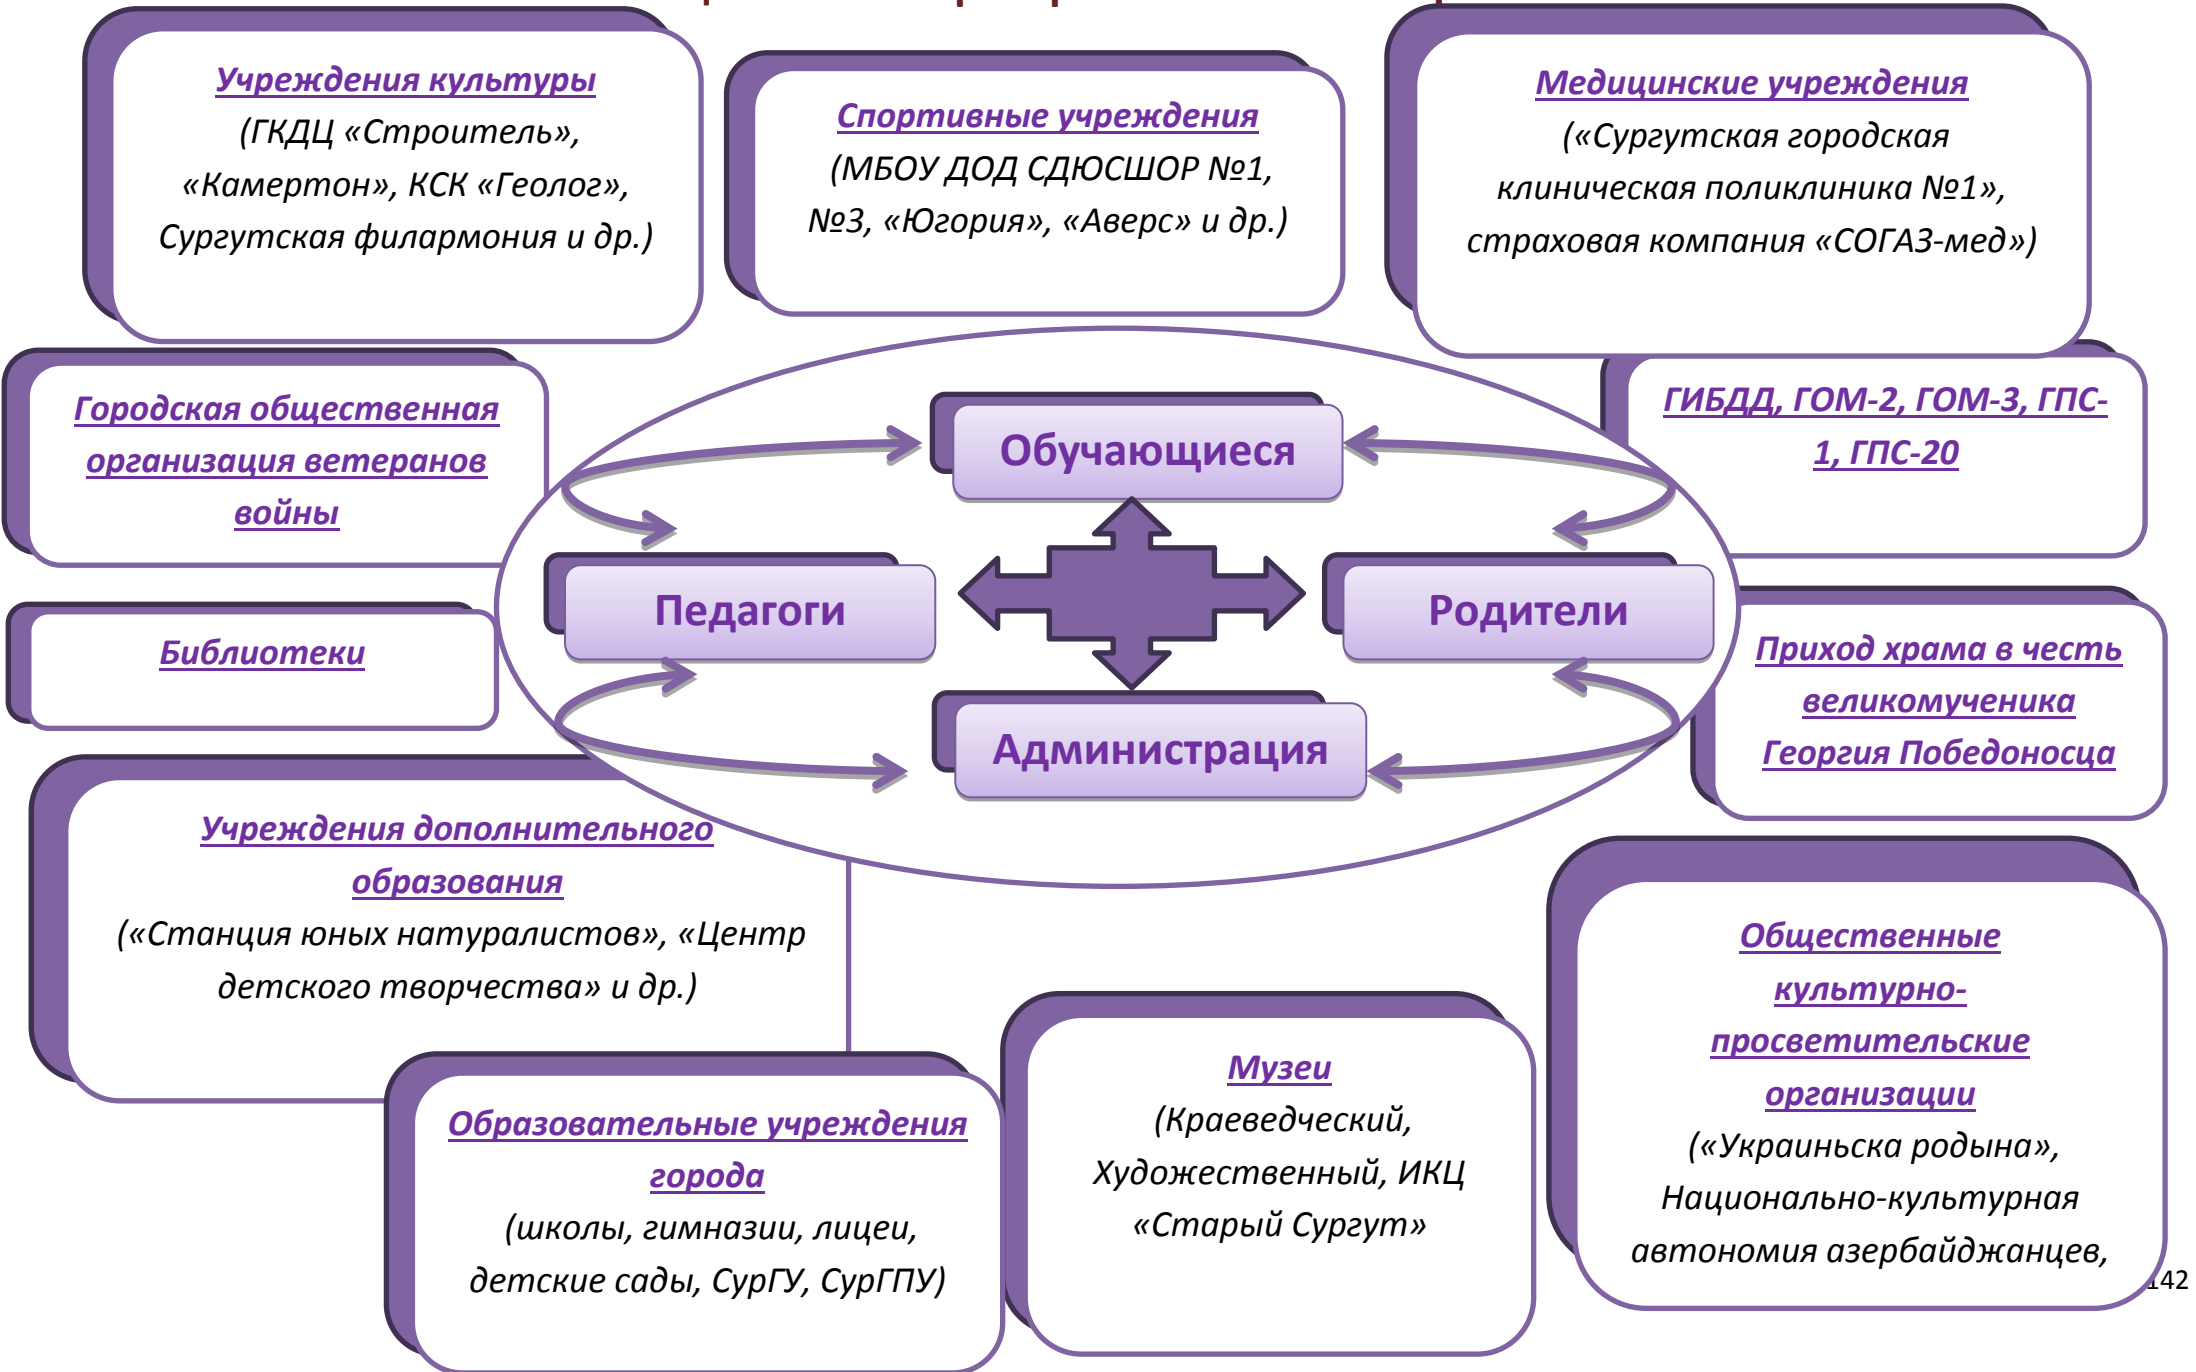 Учреждения культуры
(ГКДЦ «Строитель»,
«Камертон», КСК «Геолог»,
Сургутская филармония и др.)
Спортивные учреждения
(МБОУ ДОД СДЮСШОР №1,
№3, «Югория», «Аверс» и др.)
Медицинские учреждения
(«Сургутская городская
клиническая поликлиника №1»,
страховая компания «СОГАЗ-мед»)
Городская общественная
организация ветеранов
войны
Обучающиеся
ГИБДД, ГОМ-2, ГОМ-3, ГПС-
1, ГПС-20
Педагоги
Родители
Библиотеки
Администрация
Приход храма в честь
великомученика
Георгия Победоносца
Учреждения дополнительного
образования
(«Станция юных натуралистов», «Центр
детского творчества» и др.)
Общественные
культурно-
просветительские
организации
(«Украиньска родына»,
Национально-культурная
автономия азербайджанцев,
Музеи
(Краеведческий,
Художественный, ИКЦ
«Старый Сургут»
Образовательные учреждения
города
(школы, гимназии, лицеи,
детские сады, СурГУ, СурГПУ)
142